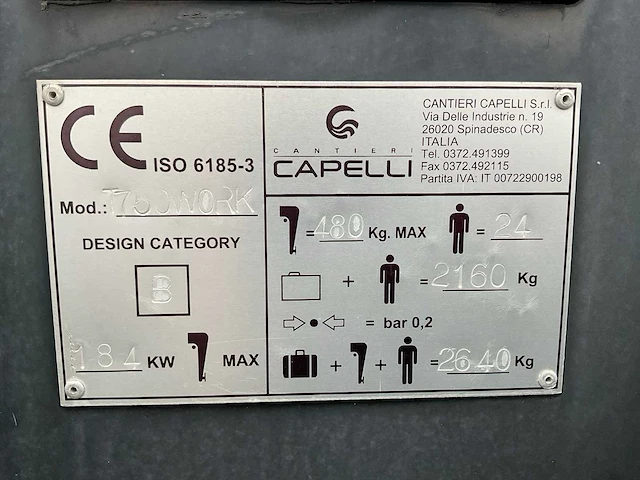 CE ISO 6185-3
Mod.: 750WORK
DESIGN CATEGORY
B
184 KW MAX
CANTIERI
CAPELLI
CANTIERI CAPELLI S.r.l.
Via Delle Industrie n. 19
26020 Spinadesco (CR)
ITALIA
Tel. 0372.491399
Fax 0372.492115
Partita IVA: IT 00722900198
=480 Kg. MAX =24
+ =2160 Kg
= bar 0,2
+ + =2640 Kg